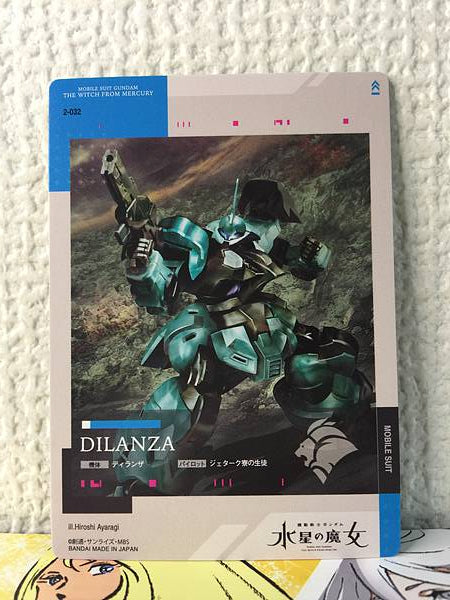 MOBILE SUIT GUNDAM
THE WITCH FROM MERCURY
2-032
DILANZA
機体 ディランザ パイロット ジェターク寮の生徒
MOBILE SUIT
ill.Hiroshi Ayaragi
©創通・サンライズ・MBS
BANDAI MADE IN JAPAN
機動戦士ガンダム
水星の魔女